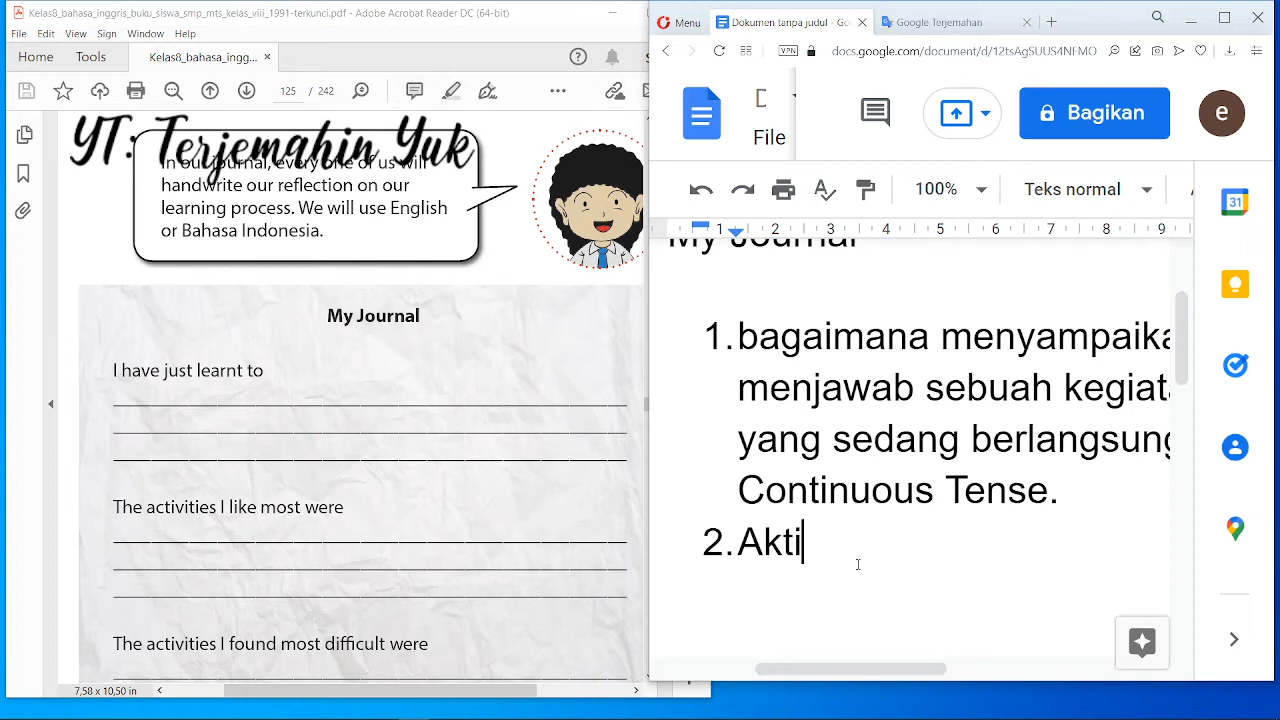 Kelas8_bahasa_inggris_buku_siswa_smp_mts_kelas_viii_1991-terkunci.pdf - Adobe Acrobat Reader DC (64-bit)
File Edit View Sign Window Help
Home Tools Kelas8_bahasa_ingg... ×
125 / 242
YT: Terjemahin Yuk
In our journal, every one of us will
handwrite our reflection on our
learning process. We will use English
or Bahasa Indonesia.
My Journal
I have just learnt to
The activities I like most were
The activities I found most difficult were
7,58 x 10,50 in
Menu Dokumen tanpa judul - Go Google Terjemahan
VPN docs.google.com/document/d/12tsAgSUUS4NFMO
File
Bagikan
e
31
100% Teks normal
1 2 3 4 5 6 7 8 9
My Journal
1. bagaimana menyampaika
menjawab sebuah kegiata
yang sedang berlangsung
Continuous Tense.
2. Akti